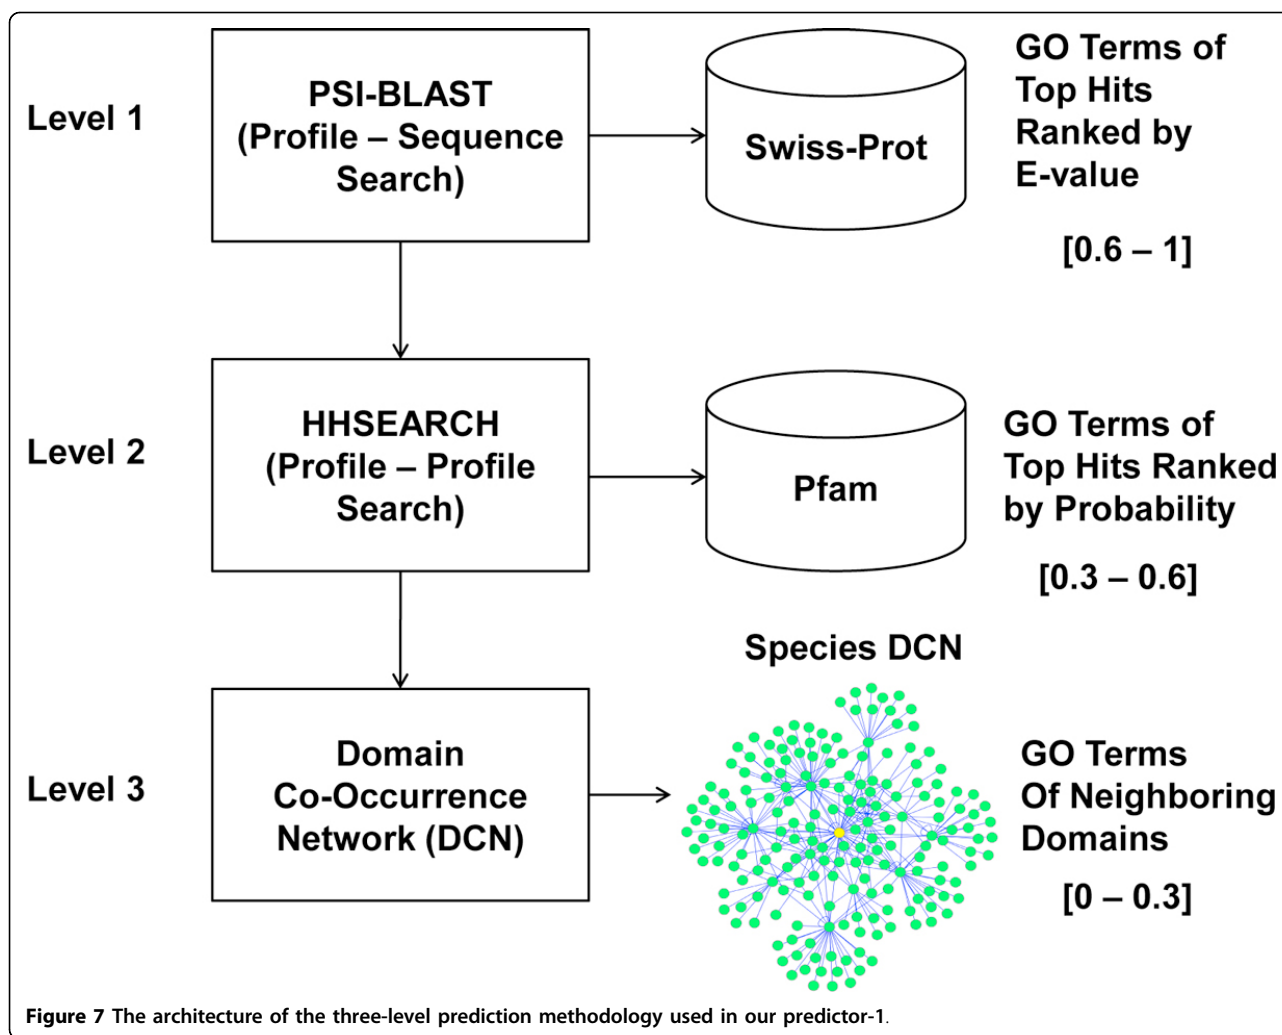 Level 1
PSI-BLAST
(Profile – Sequence
Search)
Swiss-Prot
GO Terms of
Top Hits
Ranked by
E-value
[0.6 – 1]
Level 2
HHSEARCH
(Profile – Profile
Search)
Pfam
GO Terms of
Top Hits Ranked
by Probability
[0.3 – 0.6]
Level 3
Domain
Co-Occurrence
Network (DCN)
Species DCN
GO Terms
Of Neighboring
Domains
[0 – 0.3]
Figure 7 The architecture of the three-level prediction methodology used in our predictor-1.